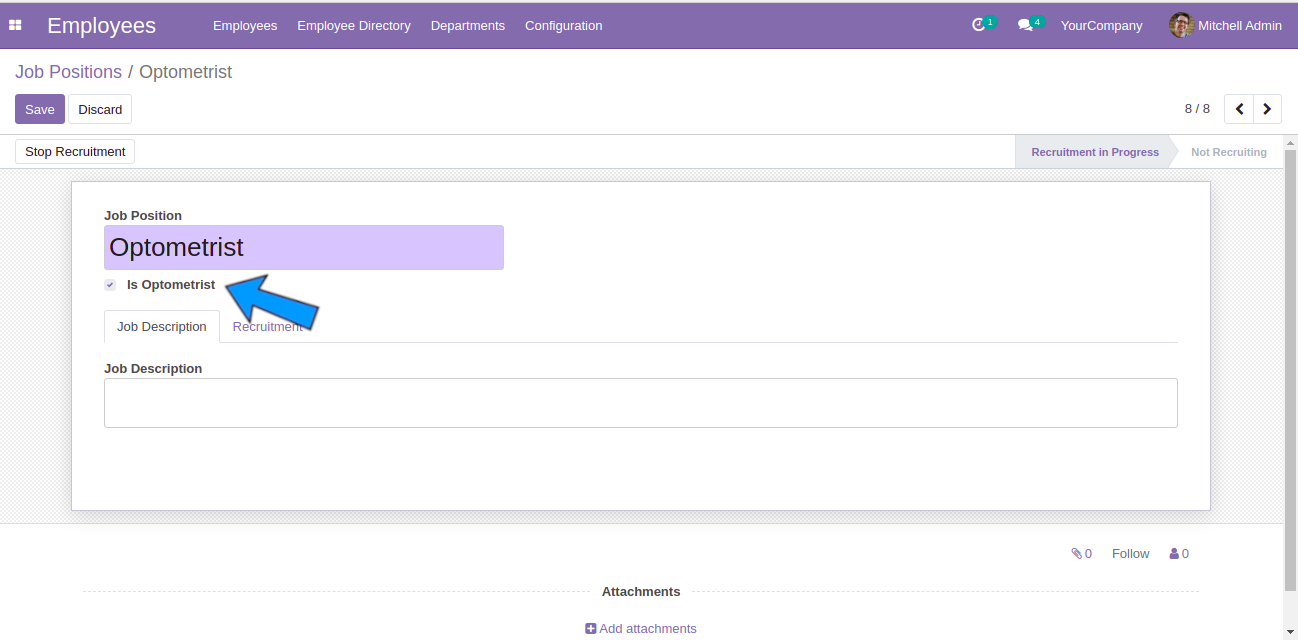 Employees Employees Employee Directory Departments Configuration 1 4 YourCompany Mitchell Admin
Job Positions / Optometrist
Save Discard 8 / 8
Stop Recruitment Recruitment in Progress Not Recruiting
Job Position
Optometrist
Is Optometrist
Job Description Recruitment
Job Description
0 Follow 0
Attachments
Add attachments